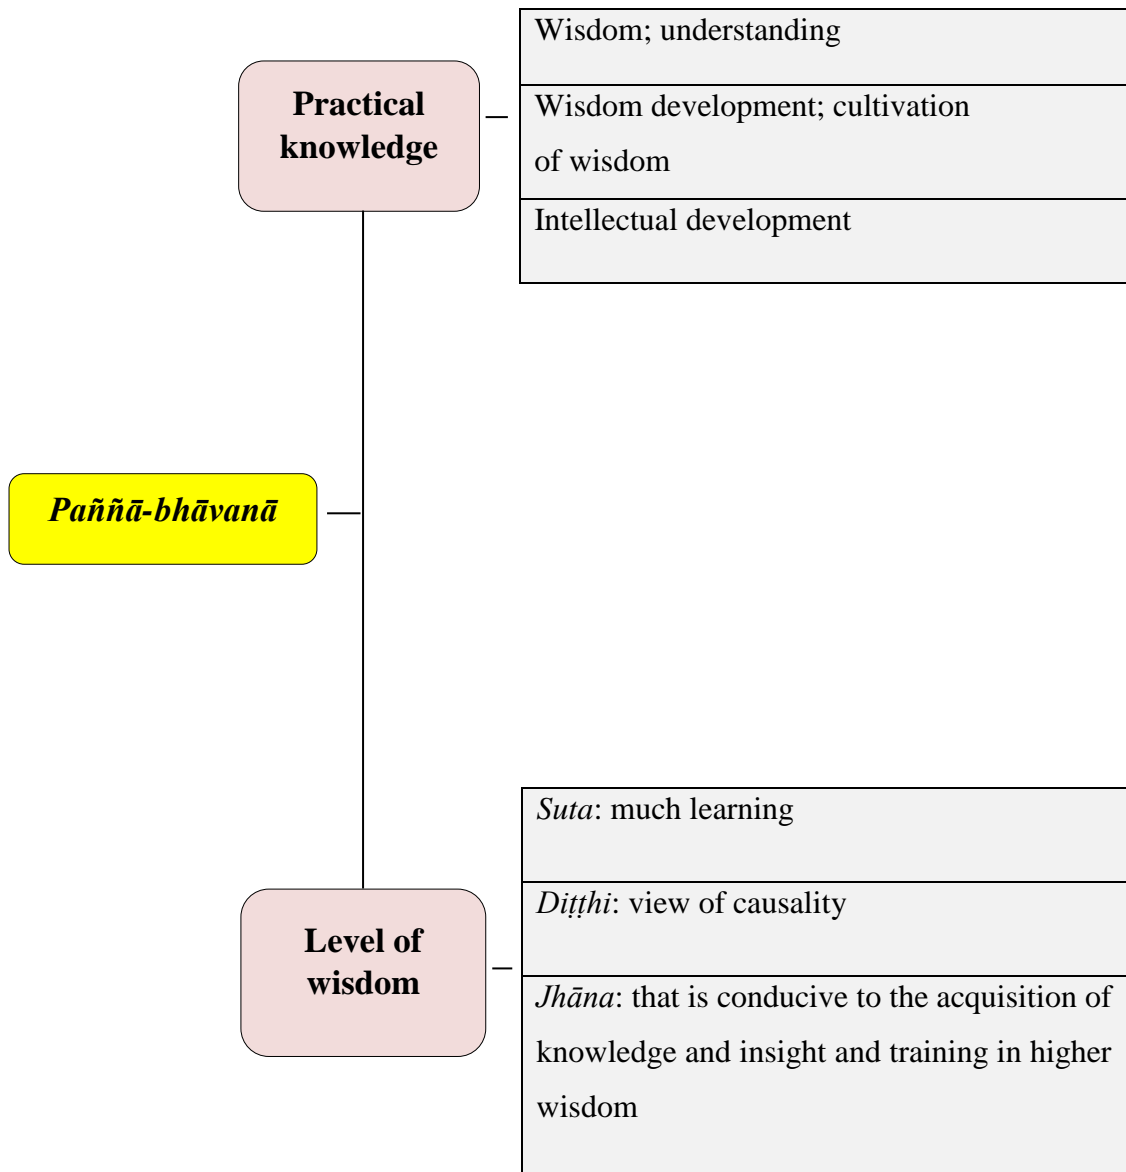 Practical
knowledge
Wisdom; understanding
Wisdom development; cultivation
of wisdom
Intellectual development
Paññā-bhāvanā
Level of
wisdom
Suta: much learning
Diṭṭhi: view of causality
Jhāna: that is conducive to the acquisition of
knowledge and insight and training in higher
wisdom